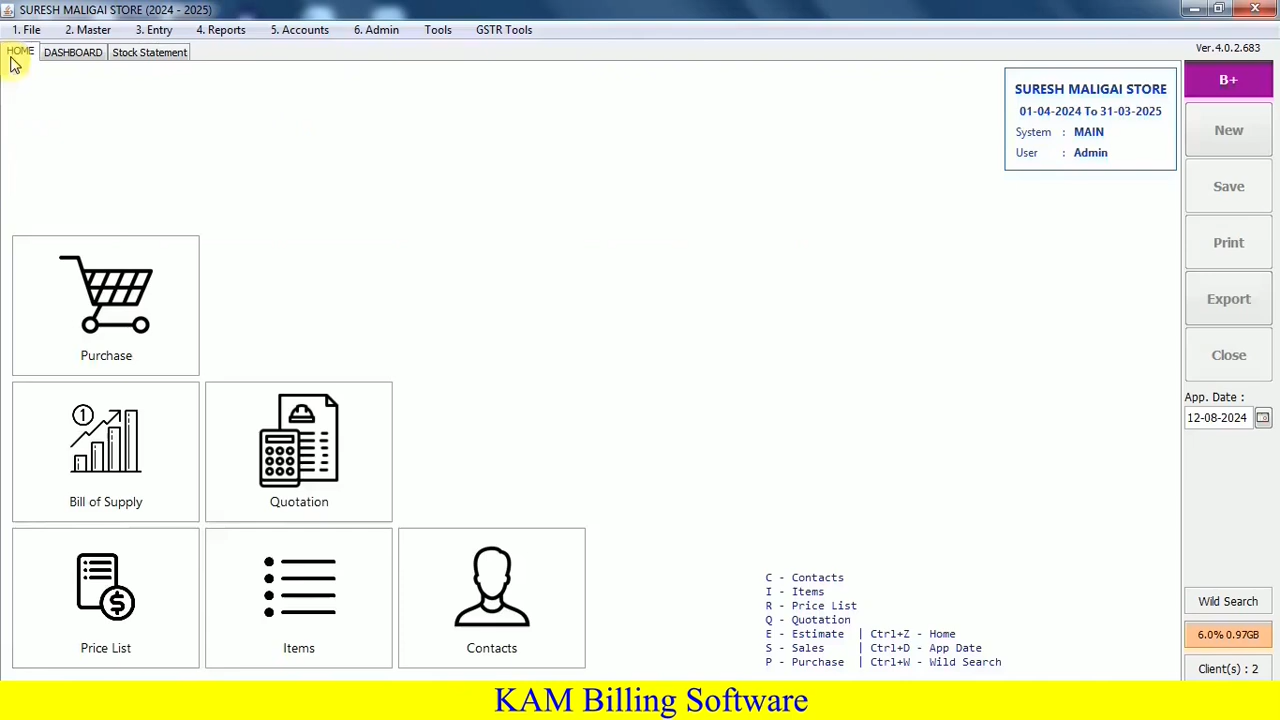 SURESH MALIGAI STORE (2024 - 2025)
1. File 2. Master 3. Entry 4. Reports 5. Accounts 6. Admin Tools GSTR Tools
HOME DASHBOARD Stock Statement
Ver.4.0.2.683
SURESH MALIGAI STORE
01-04-2024 To 31-03-2025
System : MAIN
User : Admin
B+
New
Save
Print
Export
Close
App. Date :
12-08-2024
Purchase
Bill of Supply
Quotation
Price List
Items
Contacts
C - Contacts
I - Items
R - Price List
Q - Quotation
E - Estimate | Ctrl+Z - Home
S - Sales | Ctrl+D - App Date
P - Purchase | Ctrl+W - Wild Search
Wild Search
6.0% 0.97GB
Client(s) : 2
KAM Billing Software